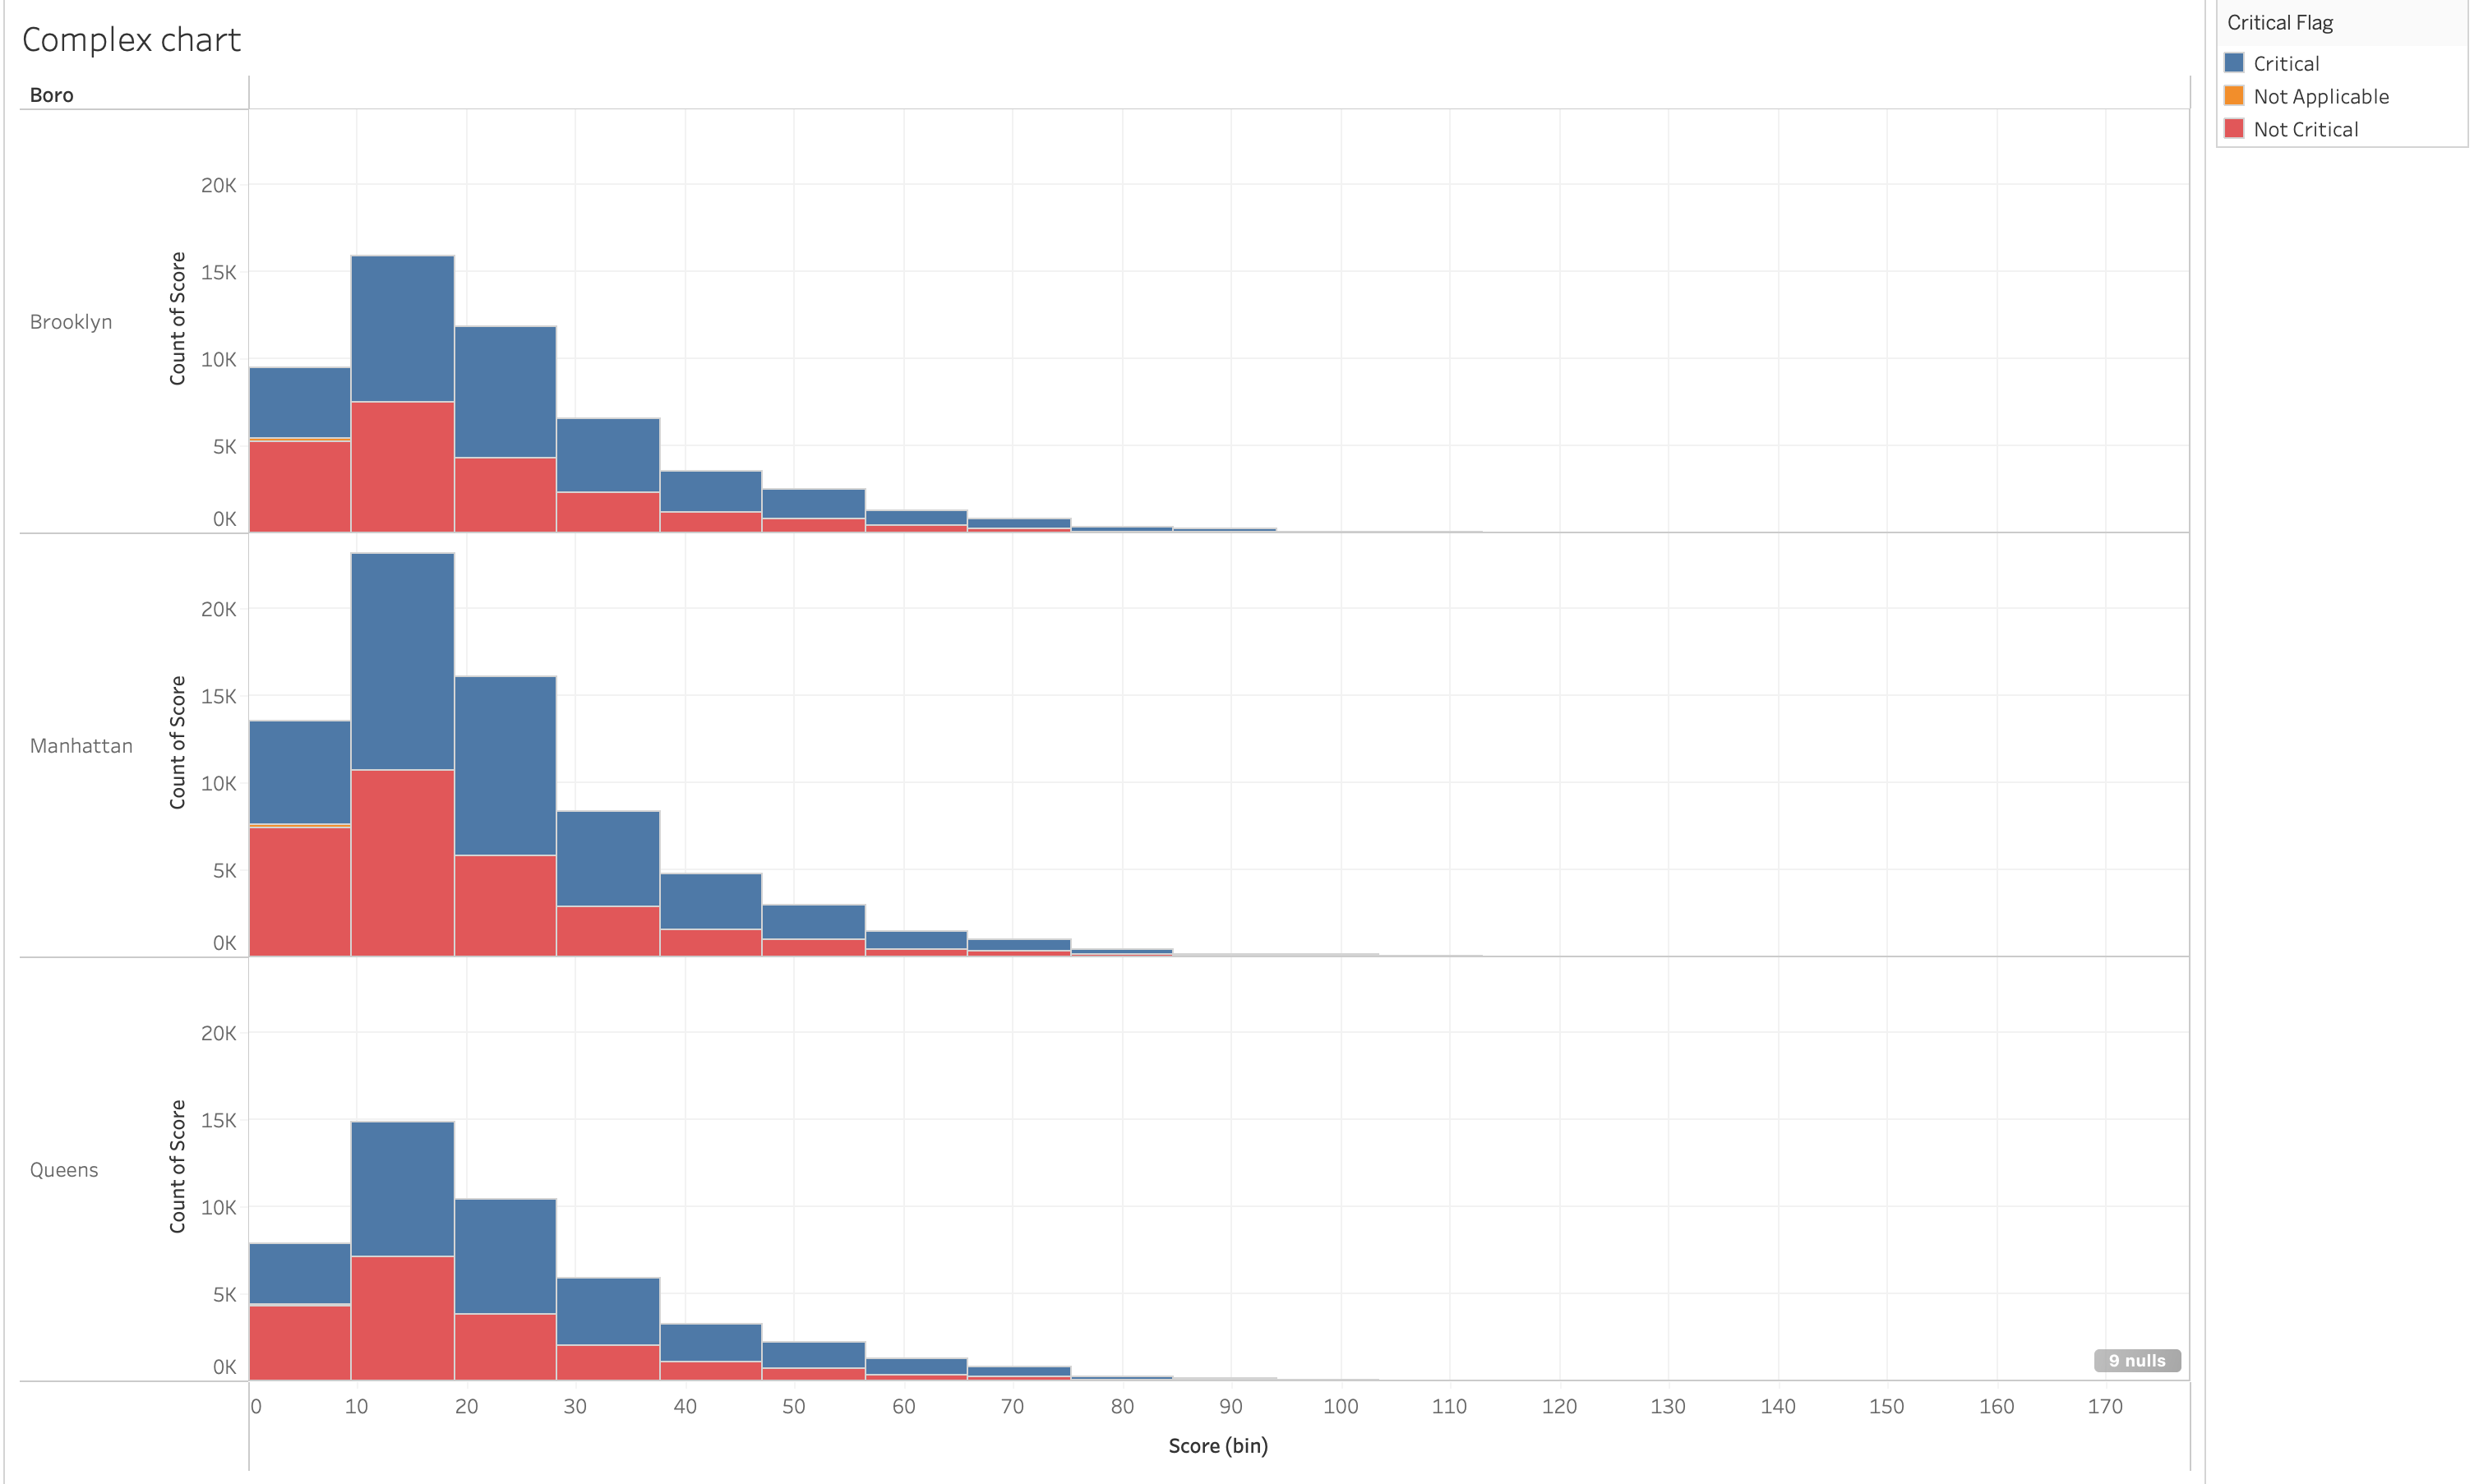 Complex chart
Boro
Brooklyn
Count of Score
20K
15K
10K
5K
0K
Manhattan
Count of Score
20K
15K
10K
5K
0K
Queens
Count of Score
20K
15K
10K
5K
0K
9 nulls
0 10 20 30 40 50 60 70 80 90 100 110 120 130 140 150 160 170
Score (bin)
Critical Flag
Critical
Not Applicable
Not Critical